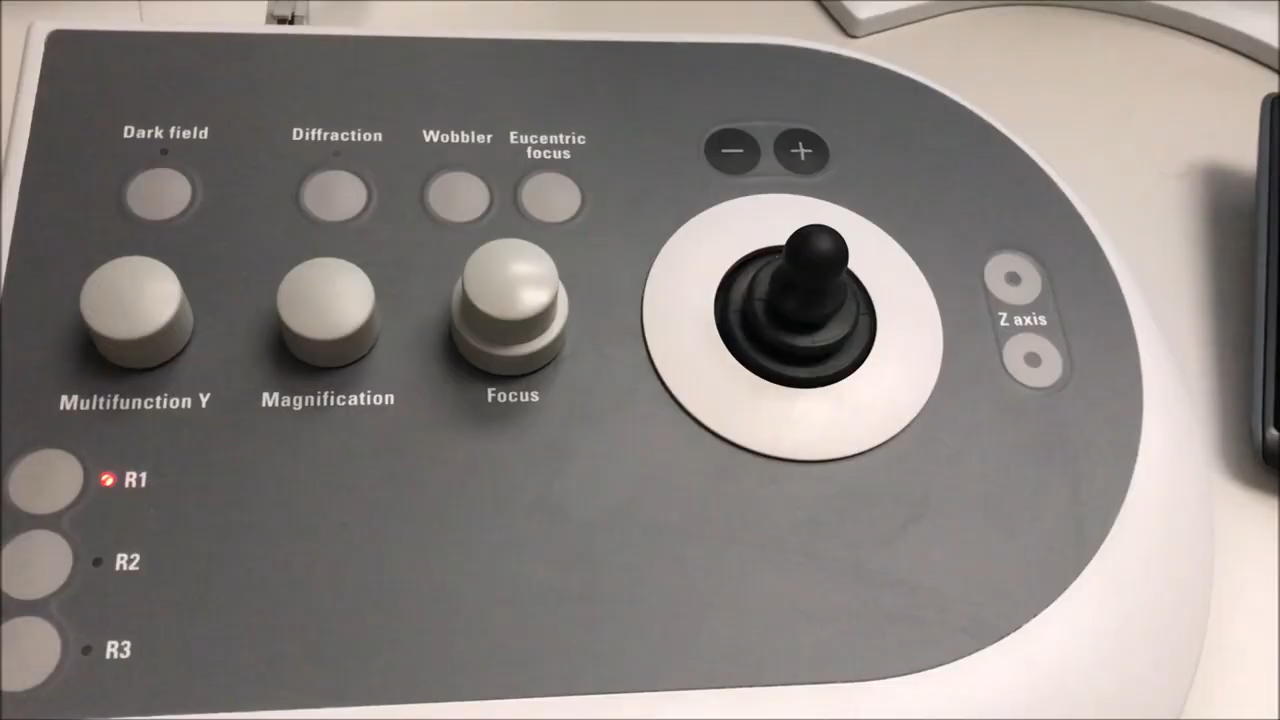 Dark field
Diffraction
Wobbler
Eucentric
focus
− +
Z axis
Multifunction Y
Magnification
Focus
R1
R2
R3